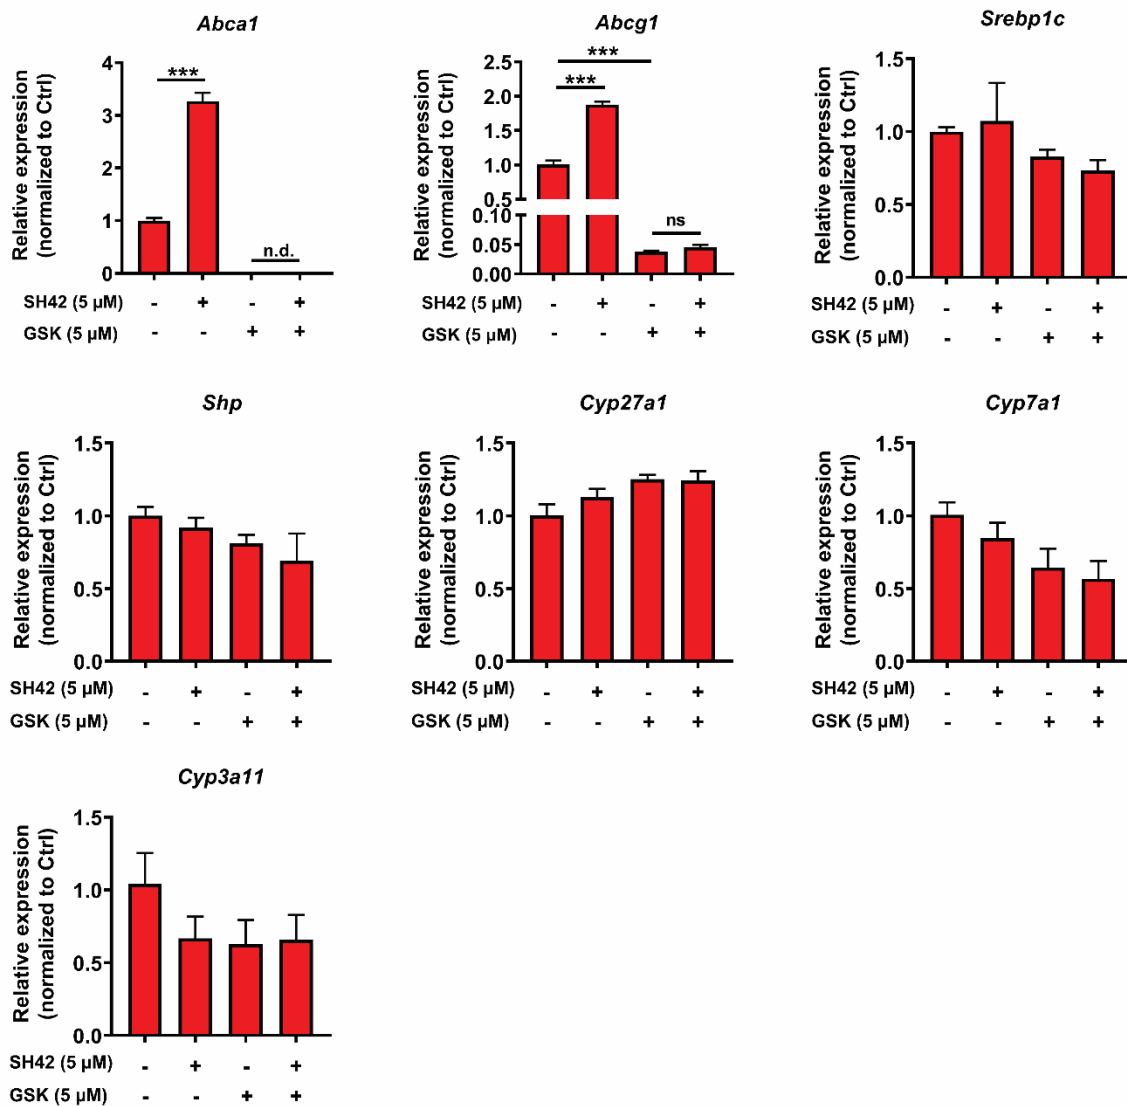 Abca1
Relative expression
(normalized to Ctrl)
4
3
2
1
0
***
n.d.
SH42 (5 µM) - + - +
GSK (5 µM) - - + +
Abcg1
Relative expression
(normalized to Ctrl)
2.5
2.0
1.5
1.0
0.5
0.10
0.05
0.00
***
***
ns
SH42 (5 µM) - + - +
GSK (5 µM) - - + +
Srebp1c
Relative expression
(normalized to Ctrl)
1.5
1.0
0.5
0.0
SH42 (5 µM) - + - +
GSK (5 µM) - - + +
Shp
Relative expression
(normalized to Ctrl)
1.5
1.0
0.5
0.0
SH42 (5 µM) - + - +
GSK (5 µM) - - + +
Cyp27a1
Relative expression
(normalized to Ctrl)
1.5
1.0
0.5
0.0
SH42 (5 µM) - + - +
GSK (5 µM) - - + +
Cyp7a1
Relative expression
(normalized to Ctrl)
1.5
1.0
0.5
0.0
SH42 (5 µM) - + - +
GSK (5 µM) - - + +
Cyp3a11
Relative expression
(normalized to Ctrl)
1.5
1.0
0.5
0.0
SH42 (5 µM) - + - +
GSK (5 µM) - - + +